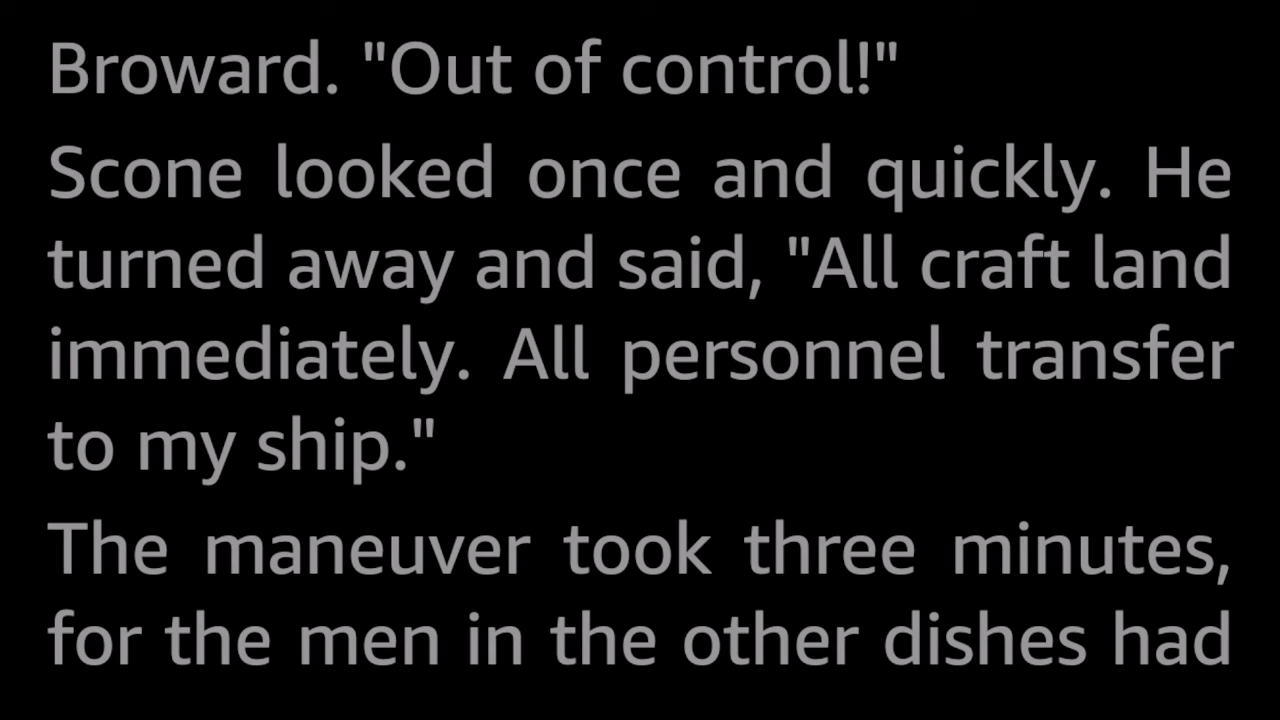 Broward. "Out of control!"
Scone looked once and quickly. He
turned away and said, "All craft land
immediately. All personnel transfer
to my ship."
The maneuver took three minutes,
for the men in the other dishes had